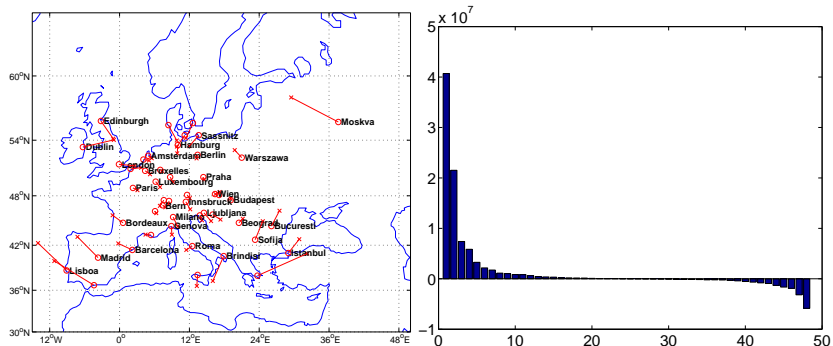 60°N
54°N
48°N
42°N
36°N
30°N
12°W
0°
12°E
24°E
36°E
48°E
Edinburgh
Moskva
Dublin
Sassnitz
Hamburg
Amsterdam
Berlin
Warszawa
London
Bruxelles
Praha
Luxembourg
Paris
Wien
Budapest
Innsbruck
Bern
Milano
Ljubljana
Bordeaux
Genova
Beograd
Bucuresti
Sofija
Roma
Barcelona
Madrid
Brindisi
Istanbul
Lisboa
x 10⁷
5
4
3
2
1
0
−1
0
10
20
30
40
50